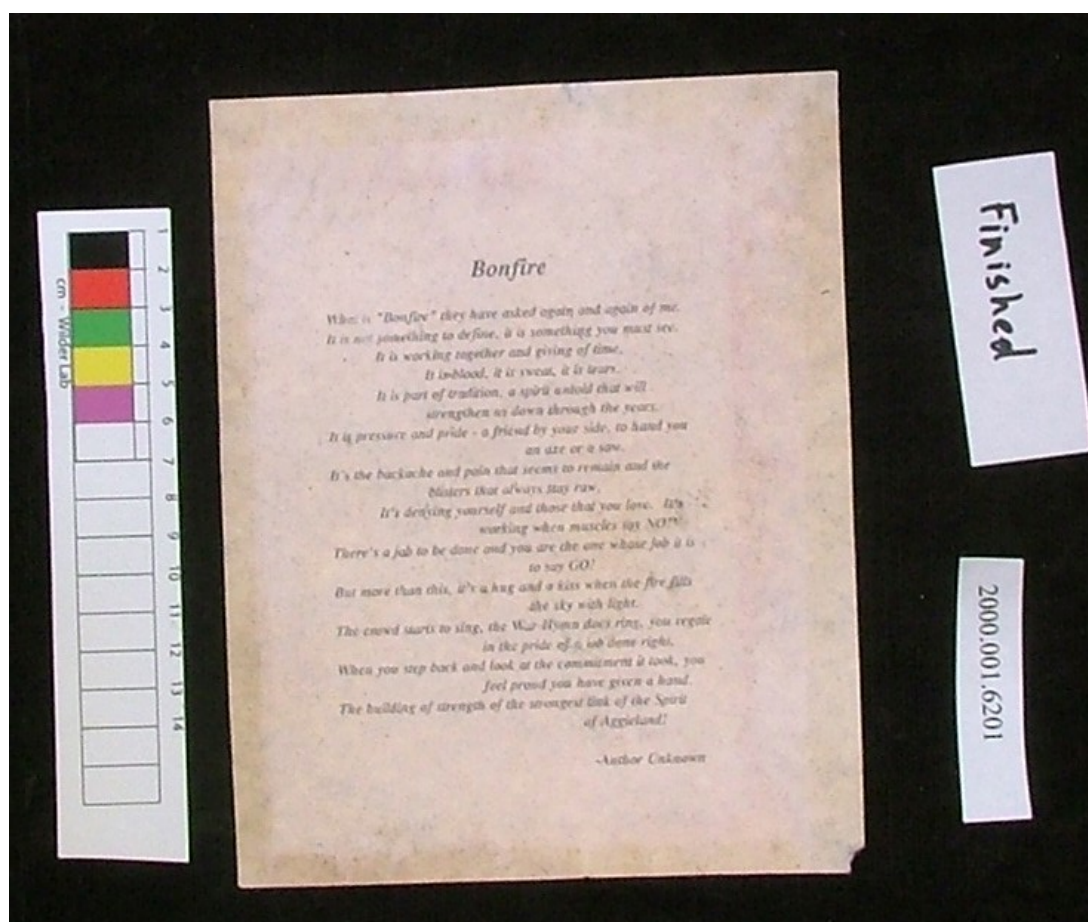 Bonfire
What is "Bonfire" they have asked again and again of me.
It is not something to define, it is something you must see.
It is working together and giving of time,
It is blood, it is sweat, it is tears.
It is part of tradition, a spirit untold that will
strengthen us down through the years.
It is pressure and pride - a friend by your side, to hand you
an axe or a saw.
It's the backache and pain that seems to remain and the
blisters that always stay raw.
It's denying yourself and those that you love. It's
working when muscles say NO!"
There's a job to be done and you are the one whose job it is
to say GO!
But more than this, it's a hug and a kiss when the fire fills
the sky with light.
The crowd starts to sing, the War Hymn does ring, you
in the pride of a job done right.
When you step back and look at the commitment it took, you
feel proud you have given a hand.
The building of strength of the strongest link of the Spirit
of Aggieland!
-Author Unknown
Finished
2000.001.6201
1
2
3
4
5
6
7
8
9
10
11
12
13
14
cm - Wilder Lab